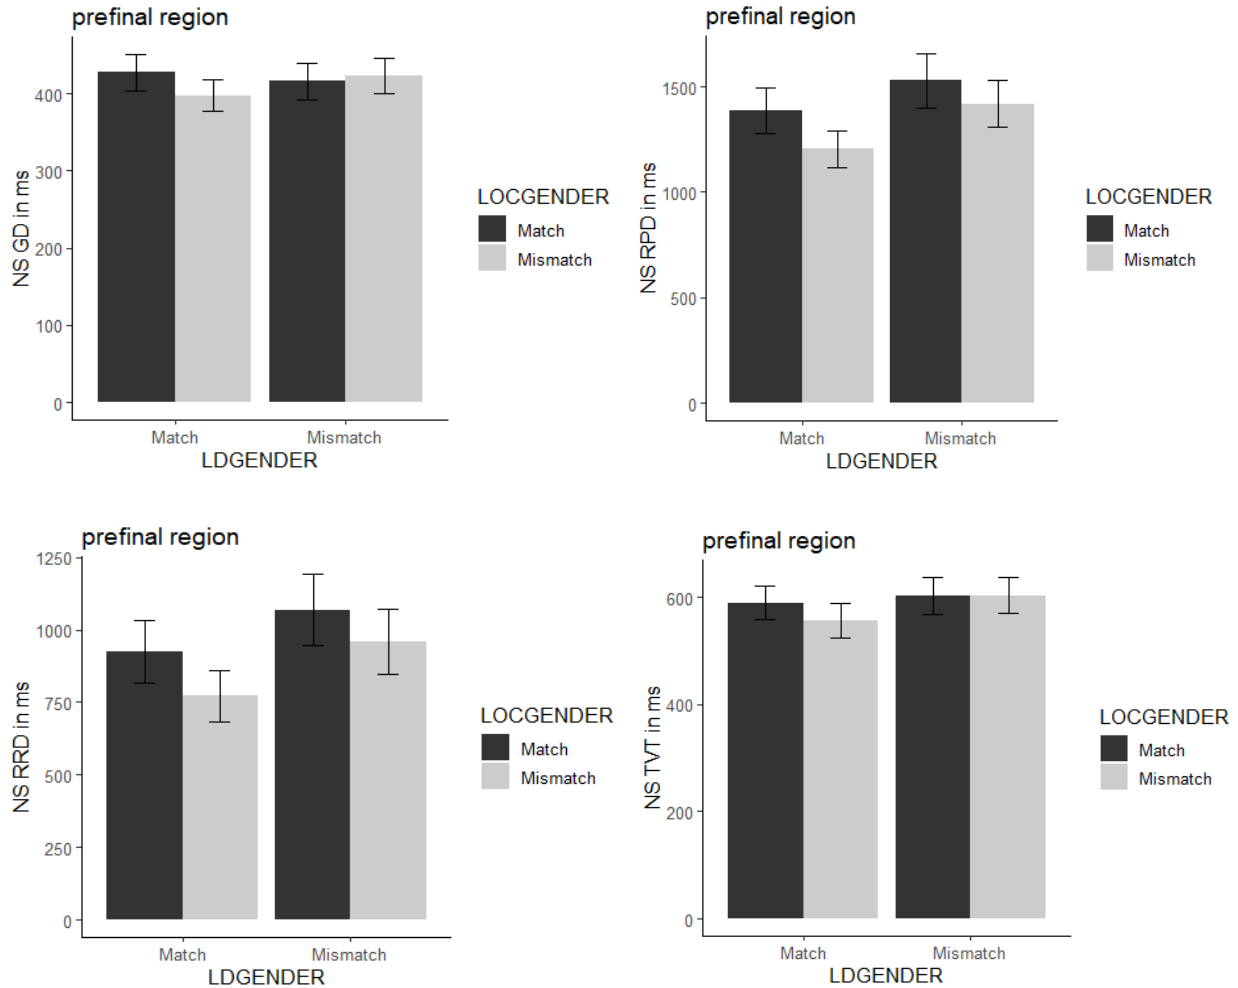 prefinal region
NS GD in ms
400
300
200
100
0
Match
Mismatch
LDGENDER
LOCGENDER
Match
Mismatch
prefinal region
NS RPD in ms
1500
1000
500
0
Match
Mismatch
LDGENDER
LOCGENDER
Match
Mismatch
prefinal region
NS RRD in ms
1250
1000
750
500
250
0
Match
Mismatch
LDGENDER
LOCGENDER
Match
Mismatch
prefinal region
NS TVT in ms
600
400
200
0
Match
Mismatch
LDGENDER
LOCGENDER
Match
Mismatch